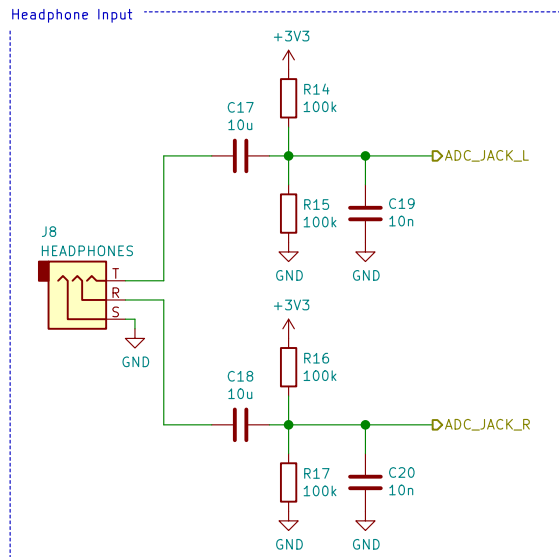 Headphone Input
+3V3
R14
100k
C17
10u
ADC_JACK_L
R15
100k
C19
10n
GND
GND
J8
HEADPHONES
T
R
S
GND
+3V3
R16
100k
C18
10u
ADC_JACK_R
R17
100k
C20
10n
GND
GND